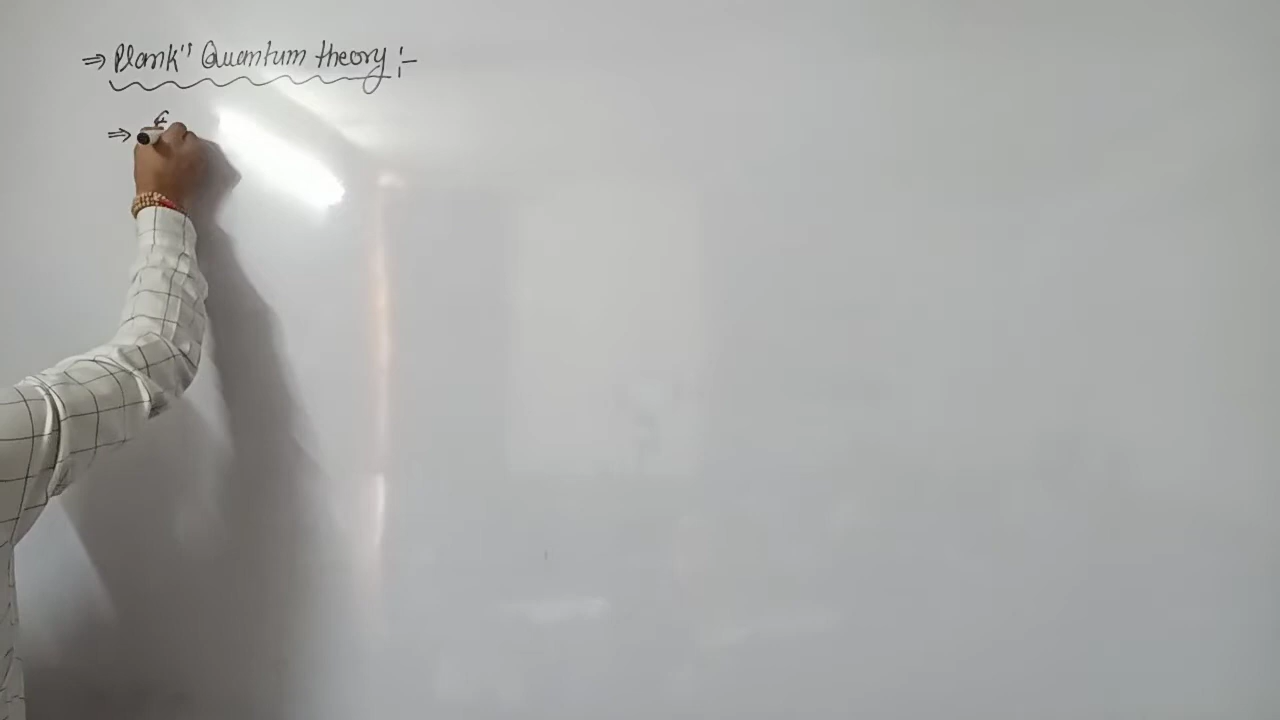 ⇒ Plank's Quantum theory :-
⇒